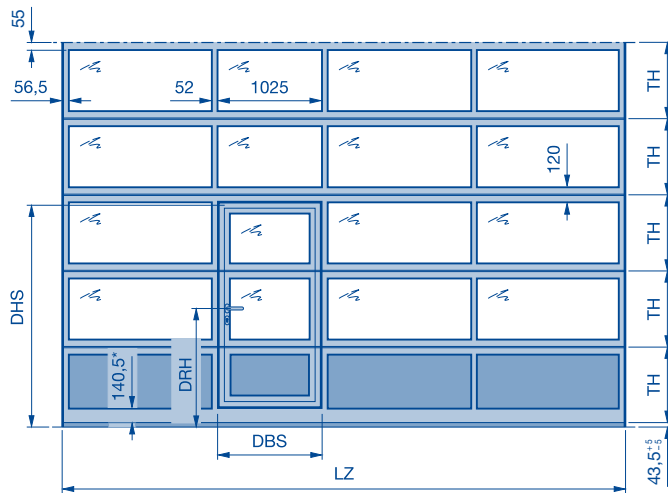 55
56,5
52
1025
TH
TH
120
TH
DHS
TH
140,5*
DRH
TH
DBS
LZ
43,5 +5 -5